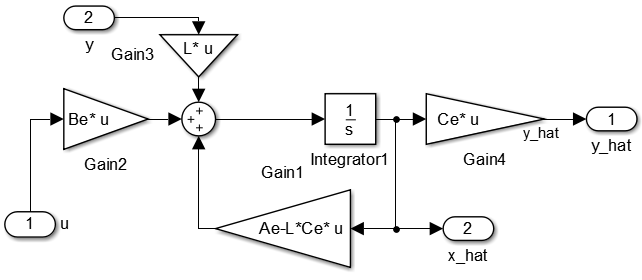 2
y
Gain3
L* u
Be* u
Gain2
+
+
+
1
s
Integrator1
Ce* u
y_hat
Gain4
1
y_hat
Gain1
Ae-L*Ce* u
1
u
2
x_hat